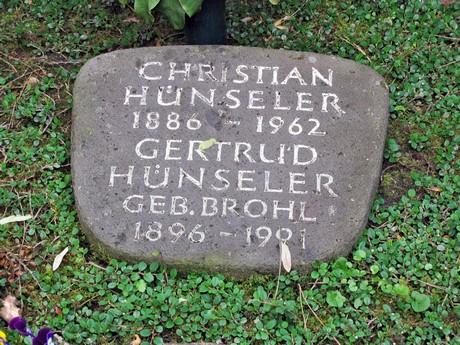 CHRISTIAN
HÜNSELER
1886 - 1962
GERTRUD
HÜNSELER
GEB. BROHL
1896 - 1991